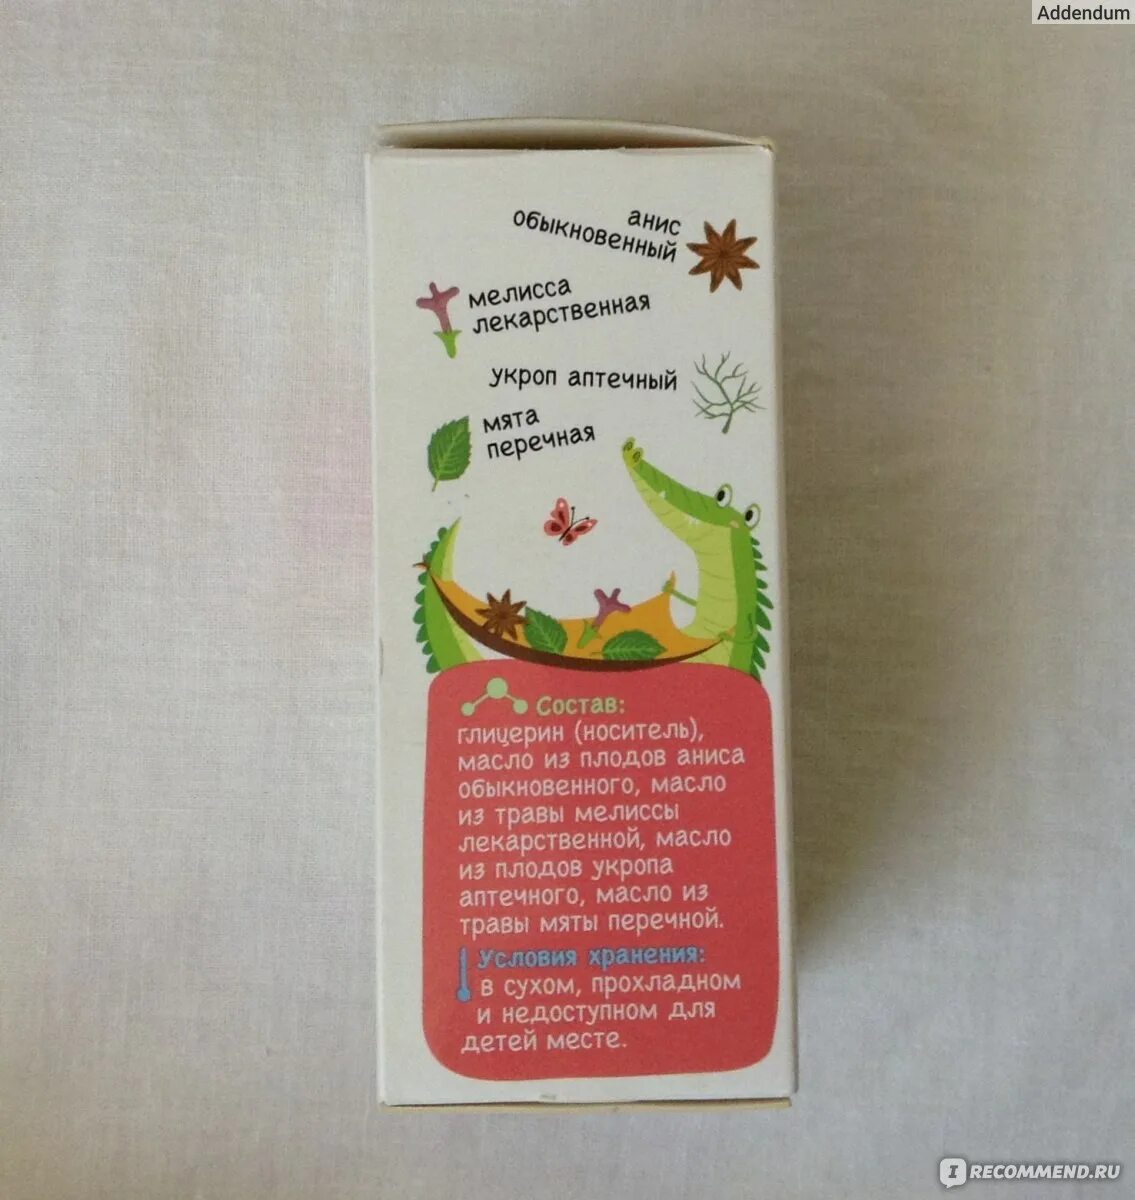 Addendum
анис
обыкновенный
мелисса
лекарственная
укроп аптечный
мята
перечная
Состав:
глицерин (носитель),
масло из плодов аниса
обыкновенного, масло
из травы мелиссы
лекарственной, масло
из плодов укропа
аптечного, масло из
травы мяты перечной.
Условия хранения:
в сухом, прохладном
и недоступном для
детей месте.
I RECOMMEND.RU